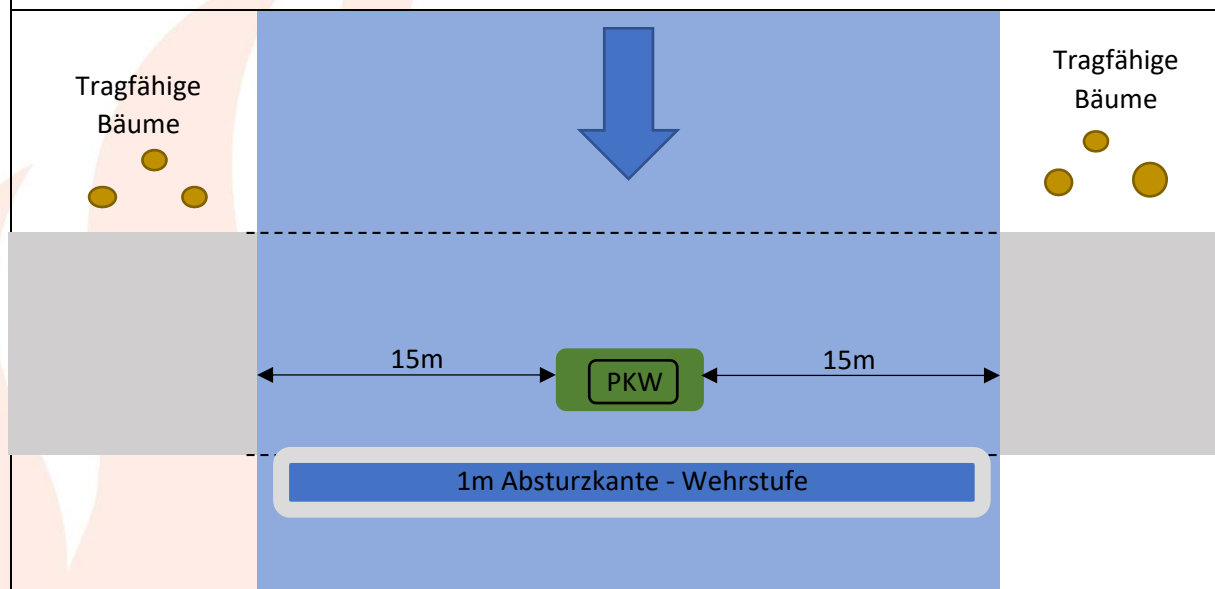 Tragfähige
Bäume
Tragfähige
Bäume
15m
PKW
15m
1m Absturzkante - Wehrstufe